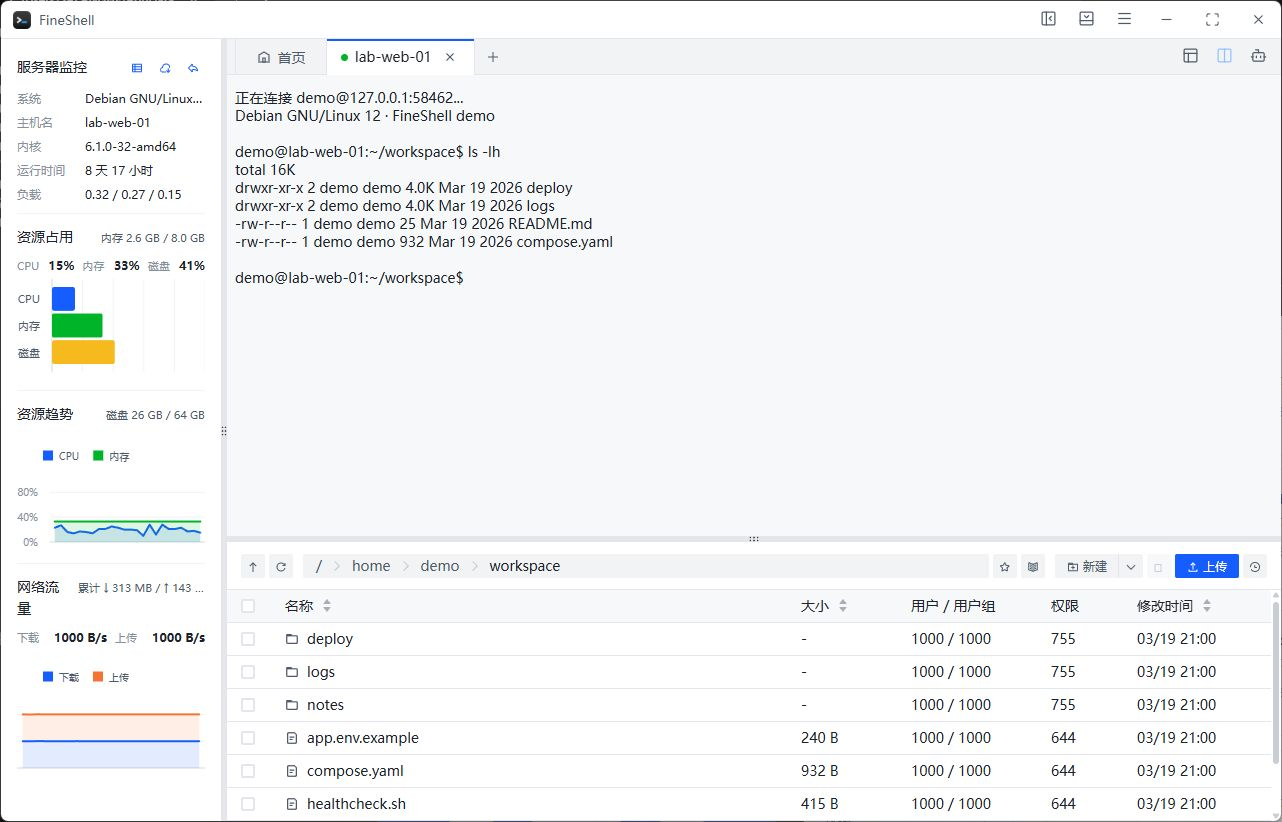 FineShell
首页
lab-web-01
服务器监控
系统 Debian GNU/Linux...
主机名 lab-web-01
内核 6.1.0-32-amd64
运行时间 8 天 17 小时
负载 0.32 / 0.27 / 0.15
资源占用 内存 2.6 GB / 8.0 GB
CPU 15% 内存 33% 磁盘 41%
CPU
内存
磁盘
资源趋势 磁盘 26 GB / 64 GB
CPU 内存
80%
40%
0%
网络流量 累计 ↓ 313 MB / ↑ 143 ...
下载 1000 B/s 上传 1000 B/s
下载 上传
正在连接 demo@127.0.0.1:58462...
Debian GNU/Linux 12 · FineShell demo
demo@lab-web-01:~/workspace$ ls -lh
total 16K
drwxr-xr-x 2 demo demo 4.0K Mar 19 2026 deploy
drwxr-xr-x 2 demo demo 4.0K Mar 19 2026 logs
-rw-r--r-- 1 demo demo 25 Mar 19 2026 README.md
-rw-r--r-- 1 demo demo 932 Mar 19 2026 compose.yaml
demo@lab-web-01:~/workspace$
/ home demo workspace 新建 上传
名称 大小 用户 / 用户组 权限 修改时间
deploy - 1000 / 1000 755 03/19 21:00
logs - 1000 / 1000 755 03/19 21:00
notes - 1000 / 1000 755 03/19 21:00
app.env.example 240 B 1000 / 1000 644 03/19 21:00
compose.yaml 932 B 1000 / 1000 644 03/19 21:00
healthcheck.sh 415 B 1000 / 1000 644 03/19 21:00